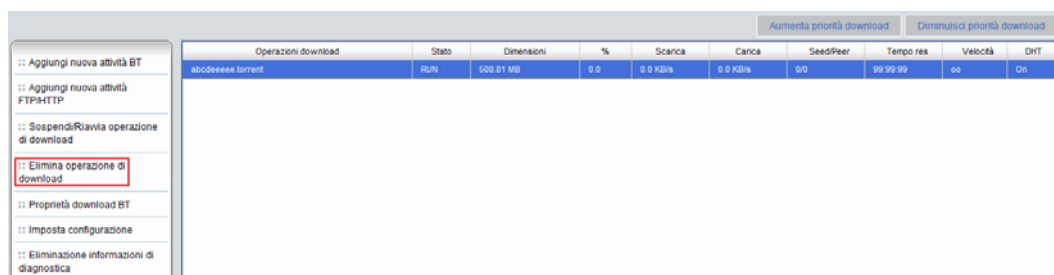 Aumenta priorità download Diminuisci priorità download
Operazioni download Stato Dimensioni % Scarica Carica Seed/Peer Tempo res Velocità DHT
abcdeeeee.torrent RUN 508.81 MB 0.0 0.0 KB/s 0.0 KB/s 0/0 99:99:99 oo On
:: Aggiungi nuova attività BT
:: Aggiungi nuova attività
FTP/HTTP
:: Sospendi/Riavvia operazione
di download
:: Elimina operazione di
download
:: Proprietà download BT
:: Imposta configurazione
:: Eliminazione informazioni di
diagnostica